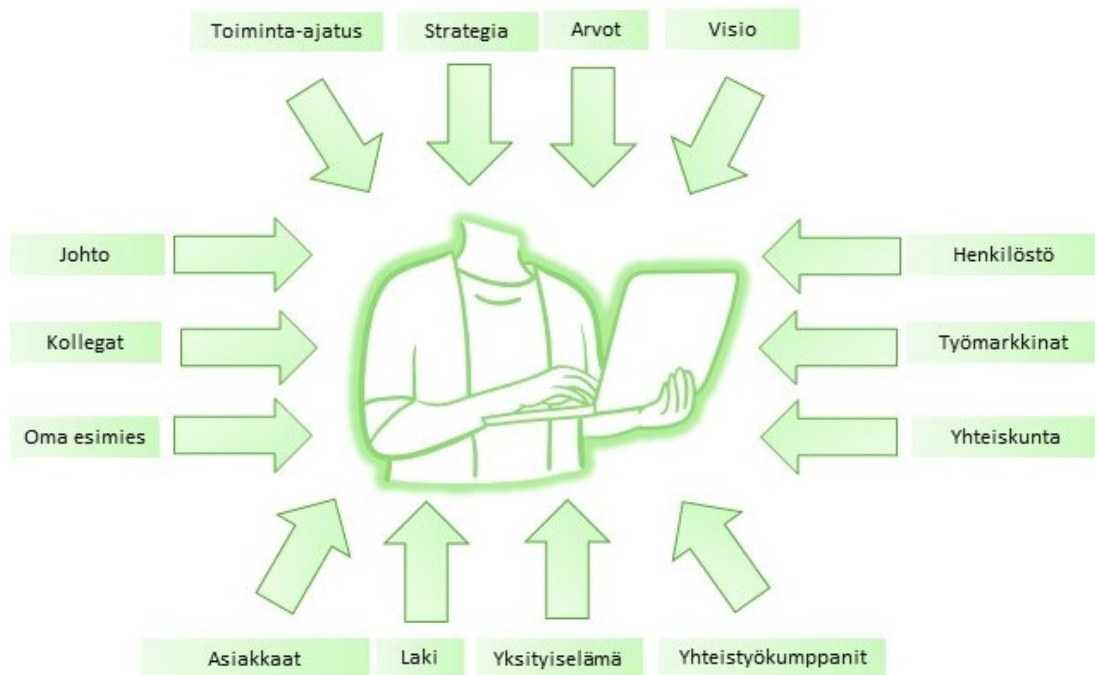 Toiminta-ajatus
Strategia
Arvot
Visio
Johto
Henkilöstö
Kollegat
Työmarkkinat
Oma esimies
Yhteiskunta
Asiakkaat
Laki
Yksityiselämä
Yhteistyökumppanit